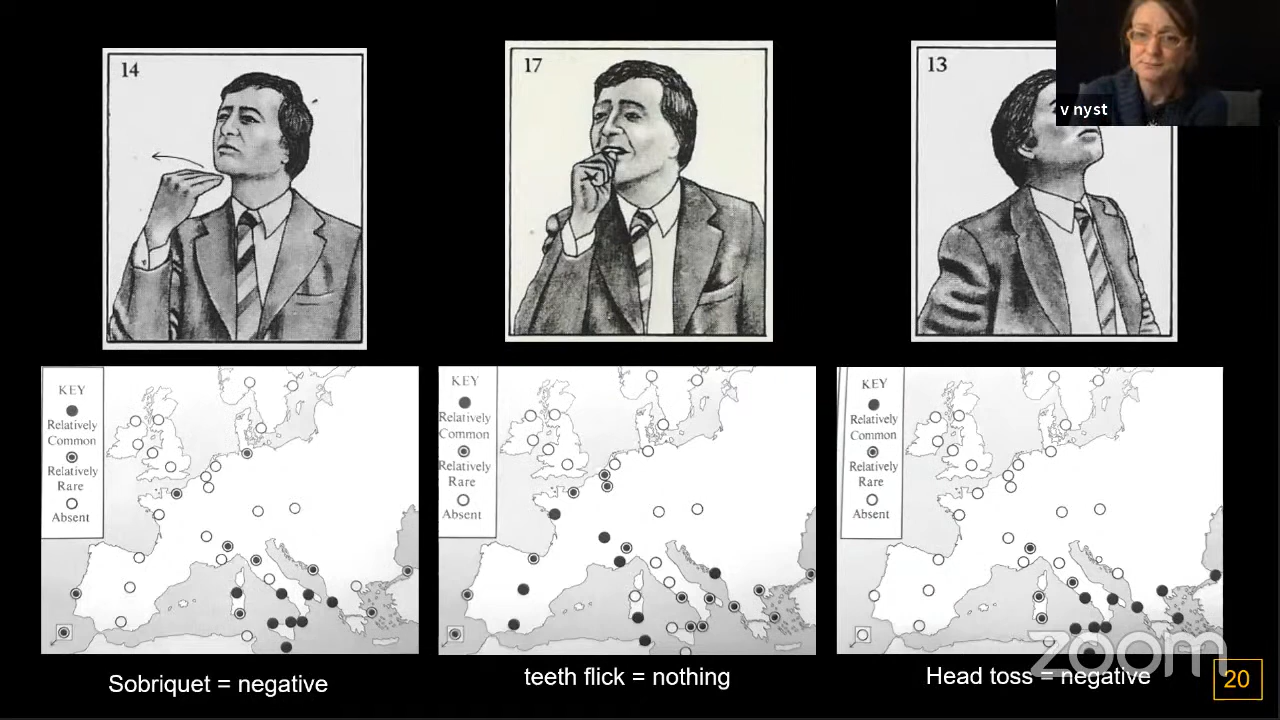 14
17
13
v nyst
KEY
Relatively
Common
Relatively
Rare
Absent
KEY
Relatively
Common
Relatively
Rare
Absent
KEY
Relatively
Common
Relatively
Rare
Absent
Sobriquet = negative
teeth flick = nothing
Head toss = negative
zoom
20